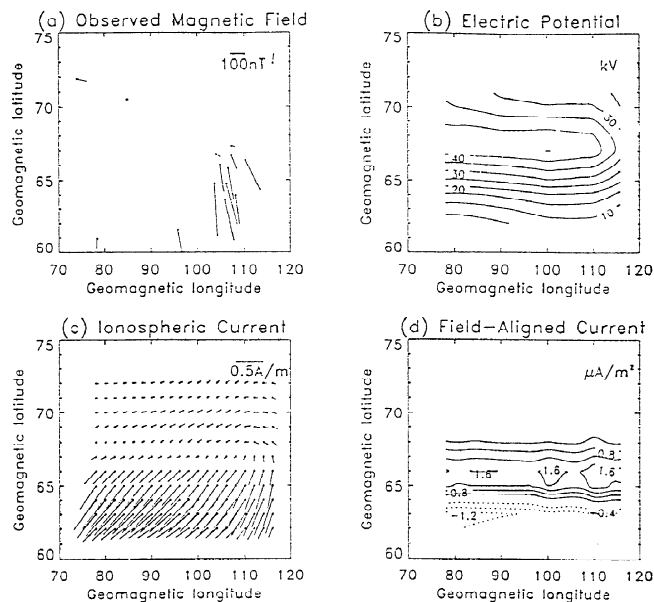 (a) Observed Magnetic Field
100nT
Geomagnetic latitude
75
70
65
60
70 80 90 100 110 120
Geomagnetic longitude
(b) Electric Potential
kV
Geomagnetic latitude
75
70
65
60
30
40
30
20
10
70 80 90 100 110 120
Geomagnetic longitude
(c) Ionospheric Current
0.5A/m
Geomagnetic latitude
75
70
65
60
70 80 90 100 110 120
Geomagnetic longitude
(d) Field-Aligned Current
μA/m²
Geomagnetic latitude
75
70
65
60
0.8
1.6
1.6
1.6
0.8
-1.2
-0.4
70 80 90 100 110 120
Geomagnetic longitude